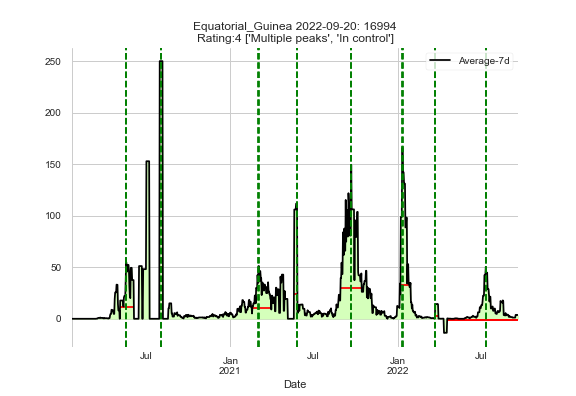 Equatorial_Guinea 2022-09-20: 16994
Rating:4 ['Multiple peaks', 'In control']
Average-7d
250
200
150
100
50
0
Jul
Jan
2021
Jul
Jan
2022
Jul
Date